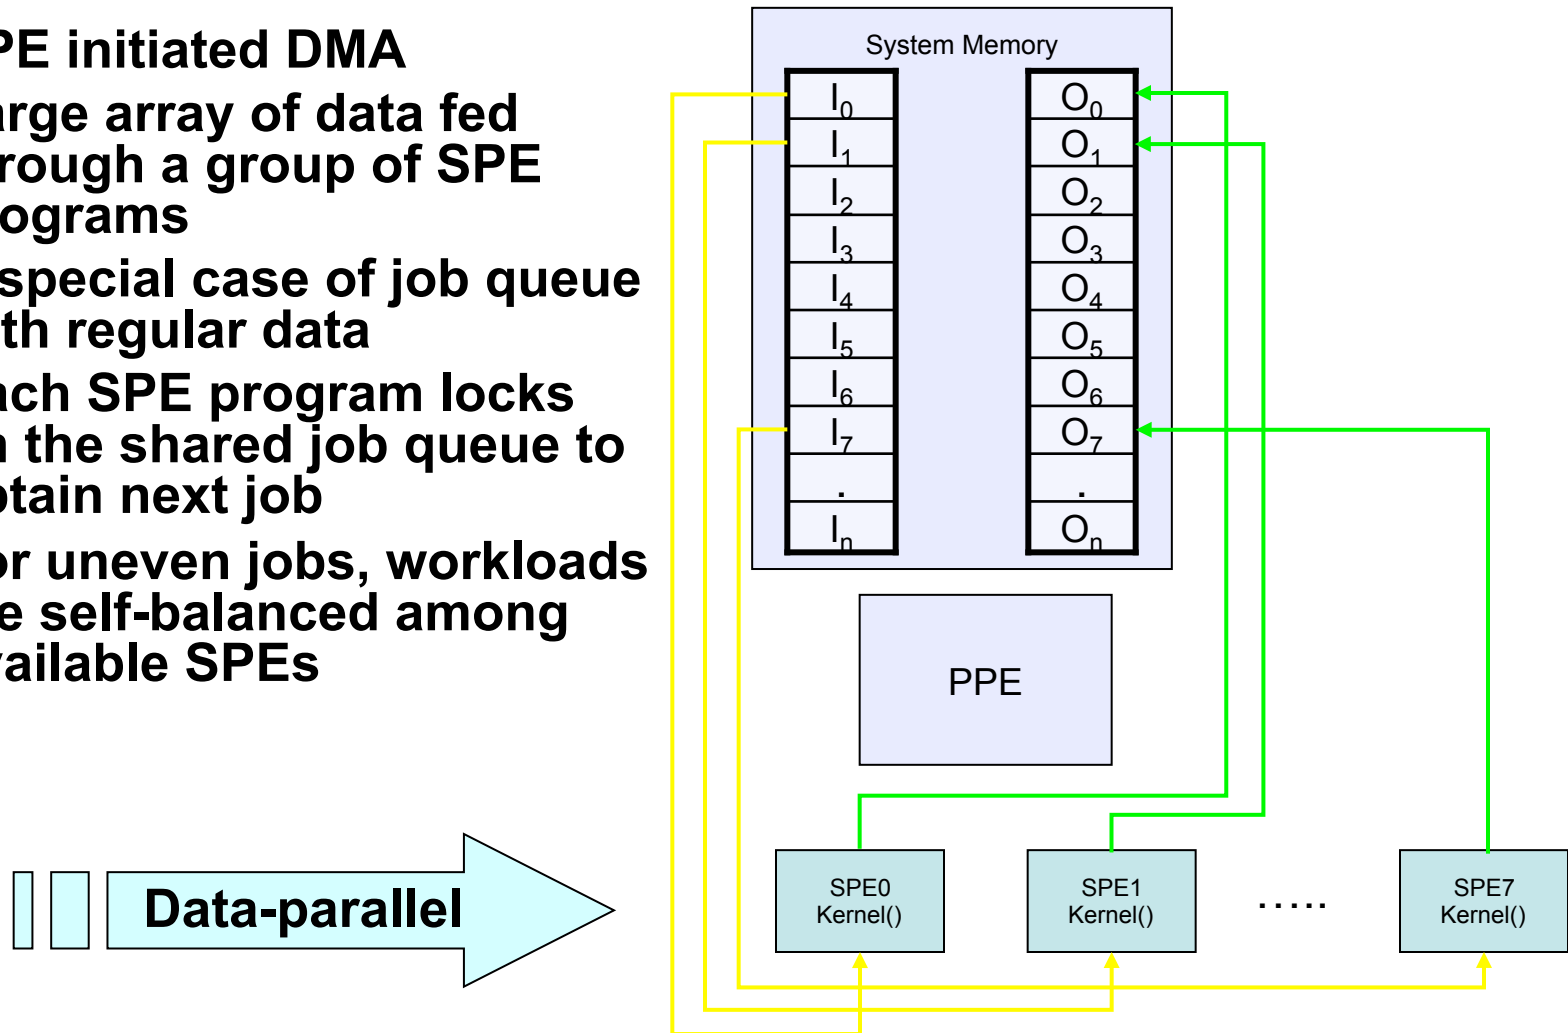 PE initiated DMA
arge array of data fed
rough a group of SPE
ograms
special case of job queue
th regular data
ach SPE program locks
n the shared job queue to
btain next job
or uneven jobs, workloads
e self-balanced among
vailable SPEs
Data-parallel
System Memory
I0
I1
I2
I3
I4
I5
I6
I7
.
In
O0
O1
O2
O3
O4
O5
O6
O7
.
On
PPE
SPE0
Kernel()
SPE1
Kernel()
.....
SPE7
Kernel()